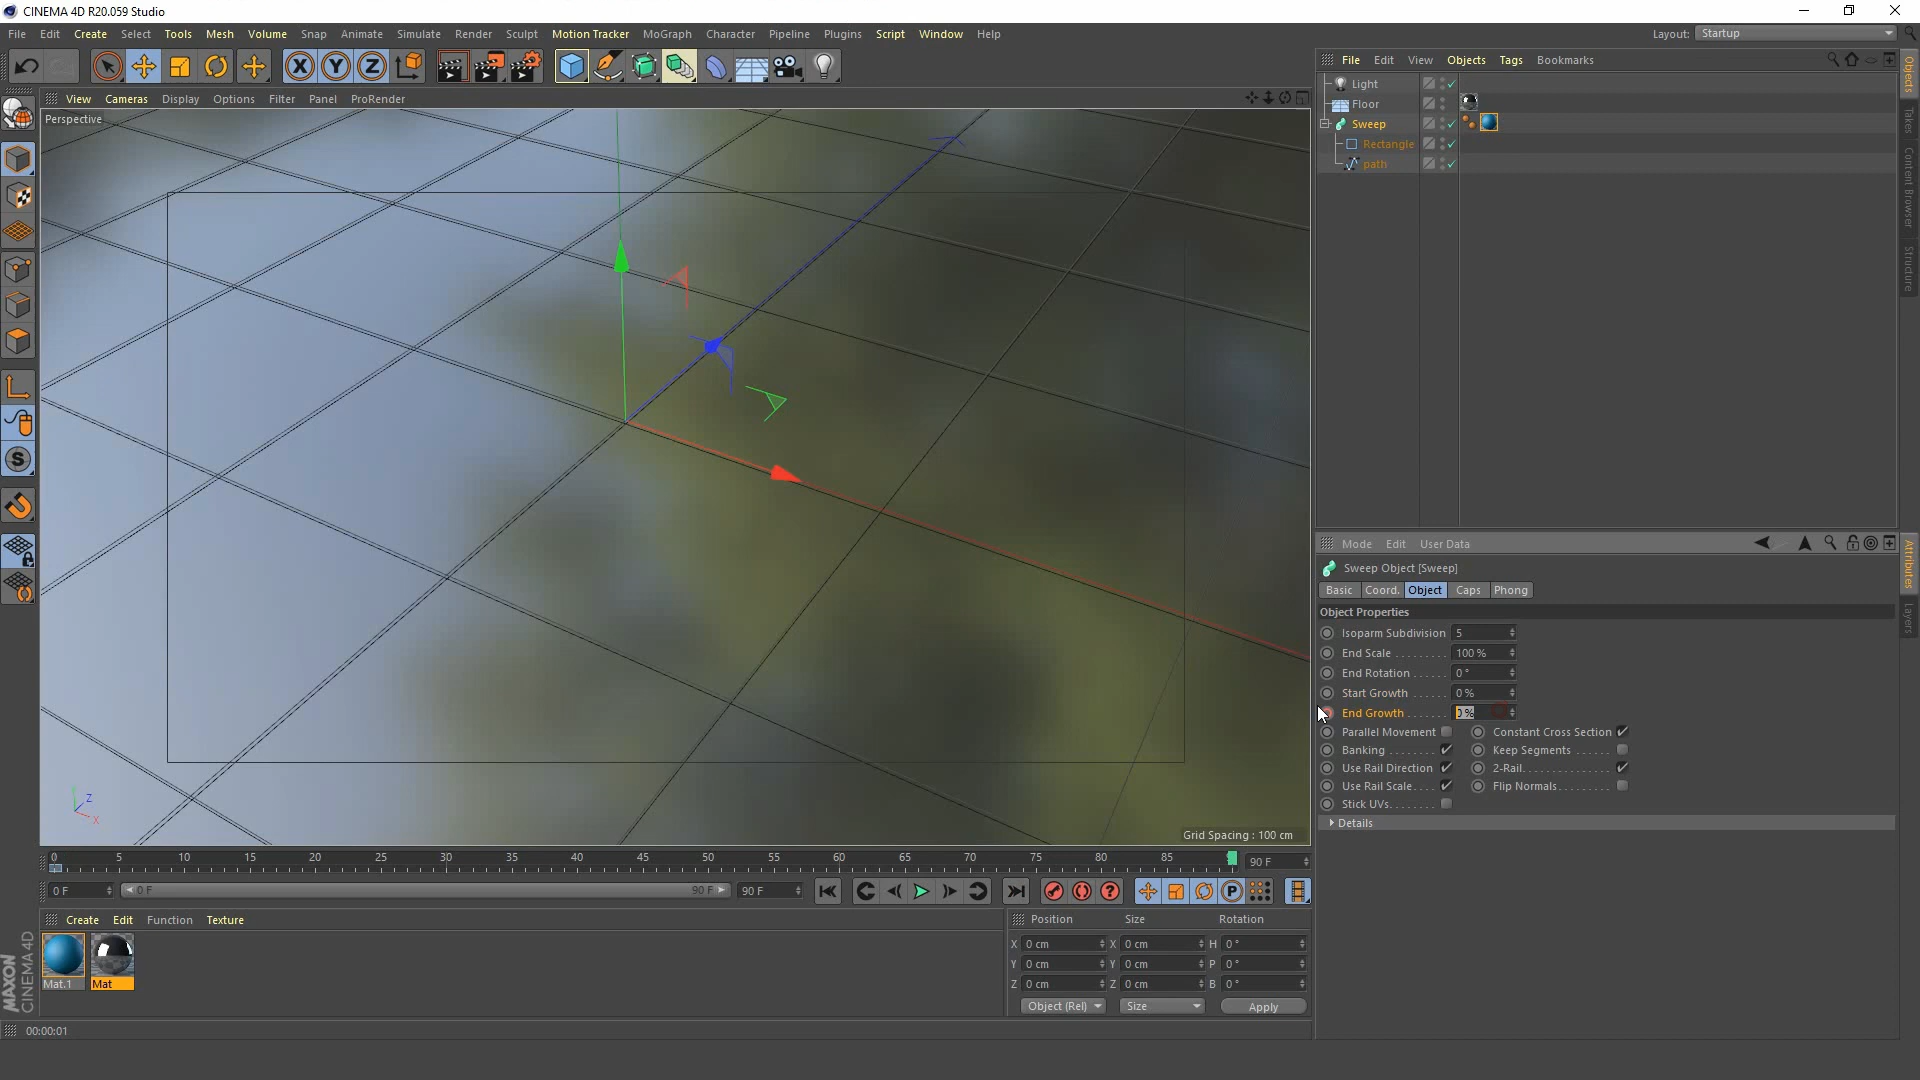 CINEMA 4D R20.059 Studio
File Edit Create Select Tools Mesh Volume Snap Animate Simulate Render Sculpt Motion Tracker MoGraph Character Pipeline Plugins Script Window Help
Layout: Startup
File Edit View Objects Tags Bookmarks
View Cameras Display Options Filter Panel ProRender
Perspective
Light
Floor
Sweep
Rectangle
path
Objects
Takes
Content Browser
Structure
Mode Edit User Data
Sweep Object [Sweep]
Basic Coord. Object Caps Phong
Object Properties
Isoparm Subdivision 5
End Scale . . . . . . . . 100 %
End Rotation . . . . . . 0 °
Start Growth . . . . . . 0 %
End Growth . . . . . . . 0 %
Parallel Movement Constant Cross Section
Banking . . . . . . . . . Keep Segments . . . . . .
Use Rail Direction 2-Rail. . . . . . . . . . . . . . .
Use Rail Scale. . . . Flip Normals. . . . . . . . .
Stick UVs. . . . . . . .
Details
Attributes
Layers
Z
X
Grid Spacing : 100 cm
0 5 10 15 20 25 30 35 40 45 50 55 60 65 70 75 80 85 90 F
0 F 0 F 90 F 90 F
Create Edit Function Texture
Mat.1 Mat
MAXON
CINEMA 4D
Position Size Rotation
X 0 cm X 0 cm H 0 °
Y 0 cm Y 0 cm P 0 °
Z 0 cm Z 0 cm B 0 °
Object (Rel) Size Apply
00:00:01